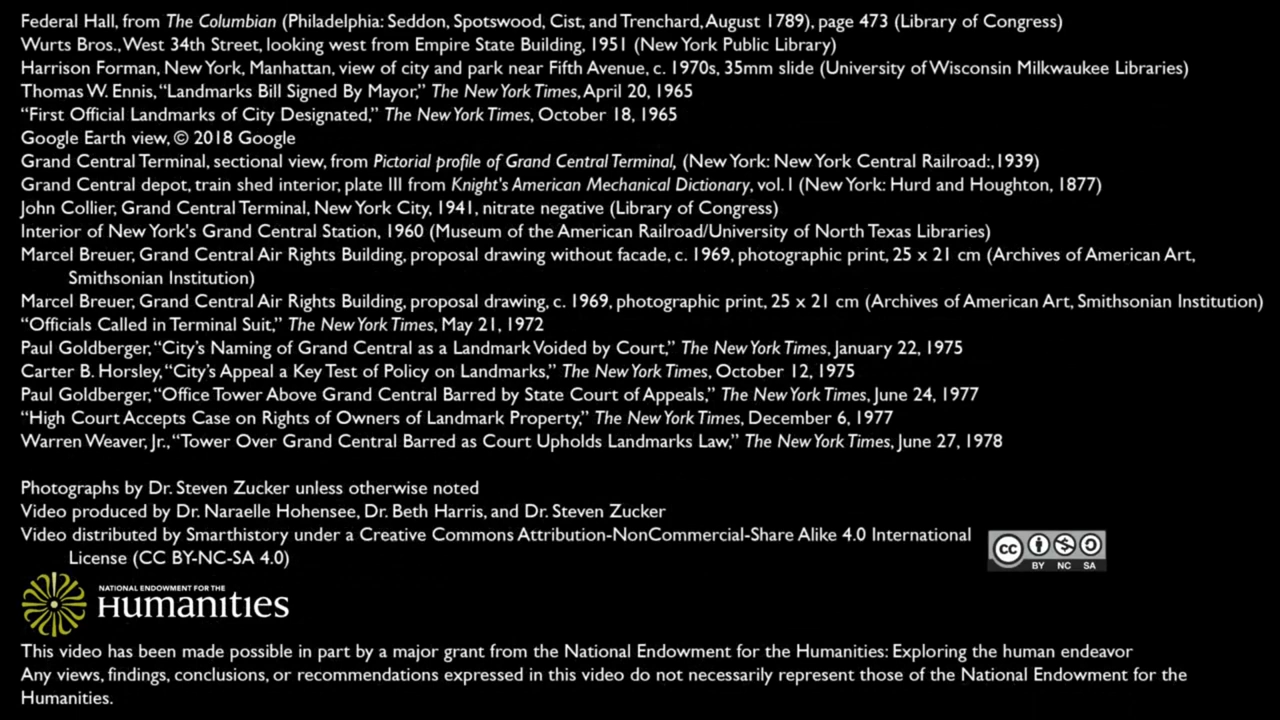 Federal Hall, from The Columbian (Philadelphia: Seddon, Spotswood, Cist, and Trenchard, August 1789), page 473 (Library of Congress)
Wurts Bros., West 34th Street, looking west from Empire State Building, 1951 (New York Public Library)
Harrison Forman, New York, Manhattan, view of city and park near Fifth Avenue, c. 1970s, 35mm slide (University of Wisconsin Milkwaukee Libraries)
Thomas W. Ennis, “Landmarks Bill Signed By Mayor,” The New York Times, April 20, 1965
“First Official Landmarks of City Designated,” The New York Times, October 18, 1965
Google Earth view, © 2018 Google
Grand Central Terminal, sectional view, from Pictorial profile of Grand Central Terminal, (New York: New York Central Railroad:, 1939)
Grand Central depot, train shed interior, plate III from Knight's American Mechanical Dictionary, vol. I (New York: Hurd and Houghton, 1877)
John Collier, Grand Central Terminal, New York City, 1941, nitrate negative (Library of Congress)
Interior of New York's Grand Central Station, 1960 (Museum of the American Railroad/University of North Texas Libraries)
Marcel Breuer, Grand Central Air Rights Building, proposal drawing without facade, c. 1969, photographic print, 25 x 21 cm (Archives of American Art,
Smithsonian Institution)
Marcel Breuer, Grand Central Air Rights Building, proposal drawing, c. 1969, photographic print, 25 x 21 cm (Archives of American Art, Smithsonian Institution)
“Officials Called in Terminal Suit,” The New York Times, May 21, 1972
Paul Goldberger, “City’s Naming of Grand Central as a Landmark Voided by Court,” The New York Times, January 22, 1975
Carter B. Horsley, “City’s Appeal a Key Test of Policy on Landmarks,” The New York Times, October 12, 1975
Paul Goldberger, “Office Tower Above Grand Central Barred by State Court of Appeals,” The New York Times, June 24, 1977
“High Court Accepts Case on Rights of Owners of Landmark Property,” The New York Times, December 6, 1977
Warren Weaver, Jr., “Tower Over Grand Central Barred as Court Upholds Landmarks Law,” The New York Times, June 27, 1978
Photographs by Dr. Steven Zucker unless otherwise noted
Video produced by Dr. Naraelle Hohensee, Dr. Beth Harris, and Dr. Steven Zucker
Video distributed by Smarthistory under a Creative Commons Attribution-NonCommercial-Share Alike 4.0 International
License (CC BY-NC-SA 4.0)
cc BY NC SA
NATIONAL ENDOWMENT FOR THE
Humanities
This video has been made possible in part by a major grant from the National Endowment for the Humanities: Exploring the human endeavor
Any views, findings, conclusions, or recommendations expressed in this video do not necessarily represent those of the National Endowment for the
Humanities.